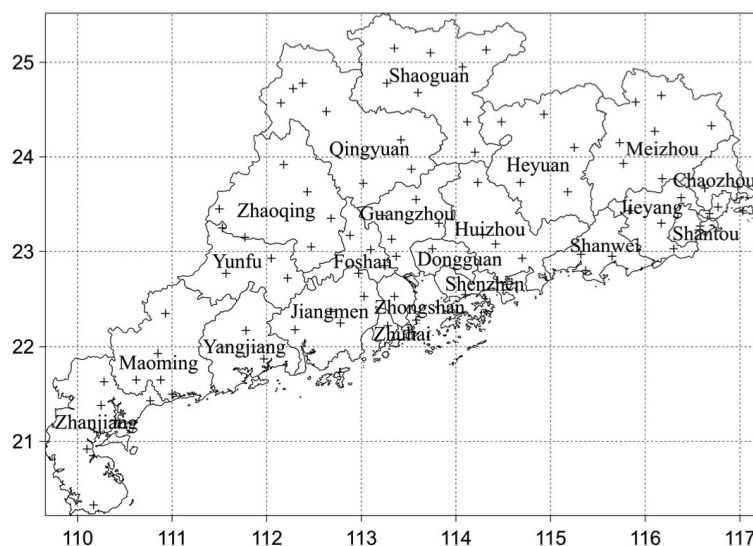 25
Shaoguan
24
Qingyuan
Meizhou
Heyuan
Chaozhou
Zhaoqing
Guangzhou
Jieyang
Huizhou
Shantou
23
Shanwei
Yunfu
Foshan
Dongguan
Shenzhen
Jiangmen
Zhongshan
22
Yangjiang
Zhuhai
Maoming
Zhanjiang
21
110 111 112 113 114 115 116 117